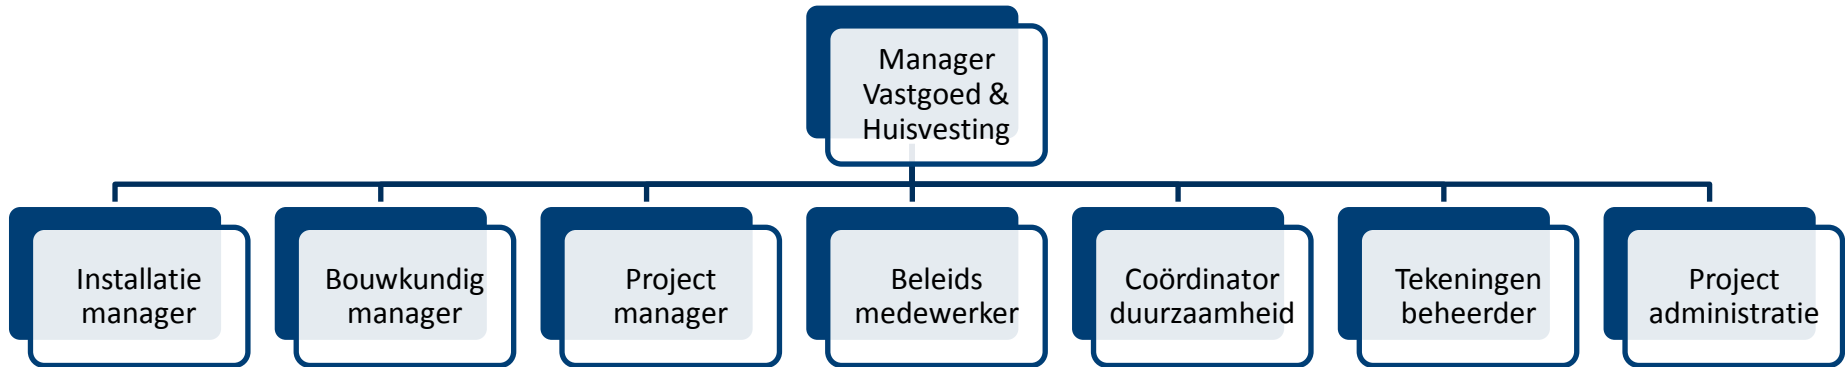 Manager
Vastgoed &
Huisvesting
Installatie
manager
Bouwkundig
manager
Project
manager
Beleids
medewerker
Coördinator
duurzaamheid
Tekeningen
beheerder
Project
administratie